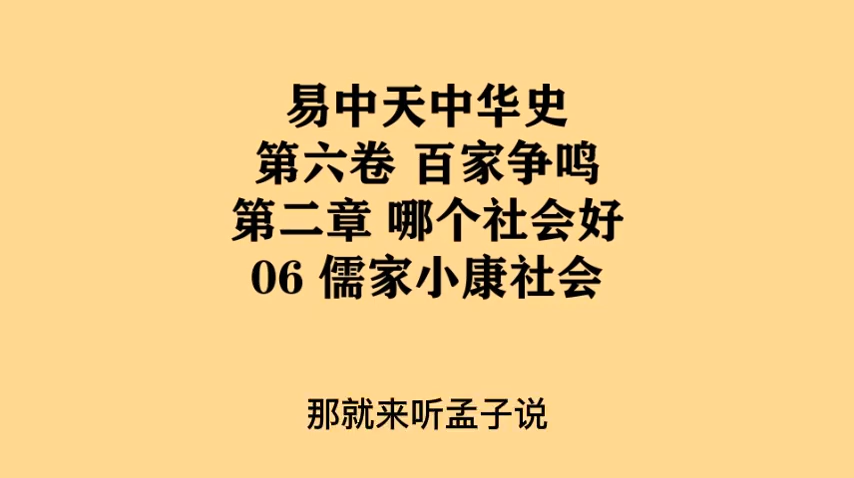 易中天中华史
第六卷 百家争鸣
第二章 哪个社会好
06 儒家小康社会
那就来听孟子说